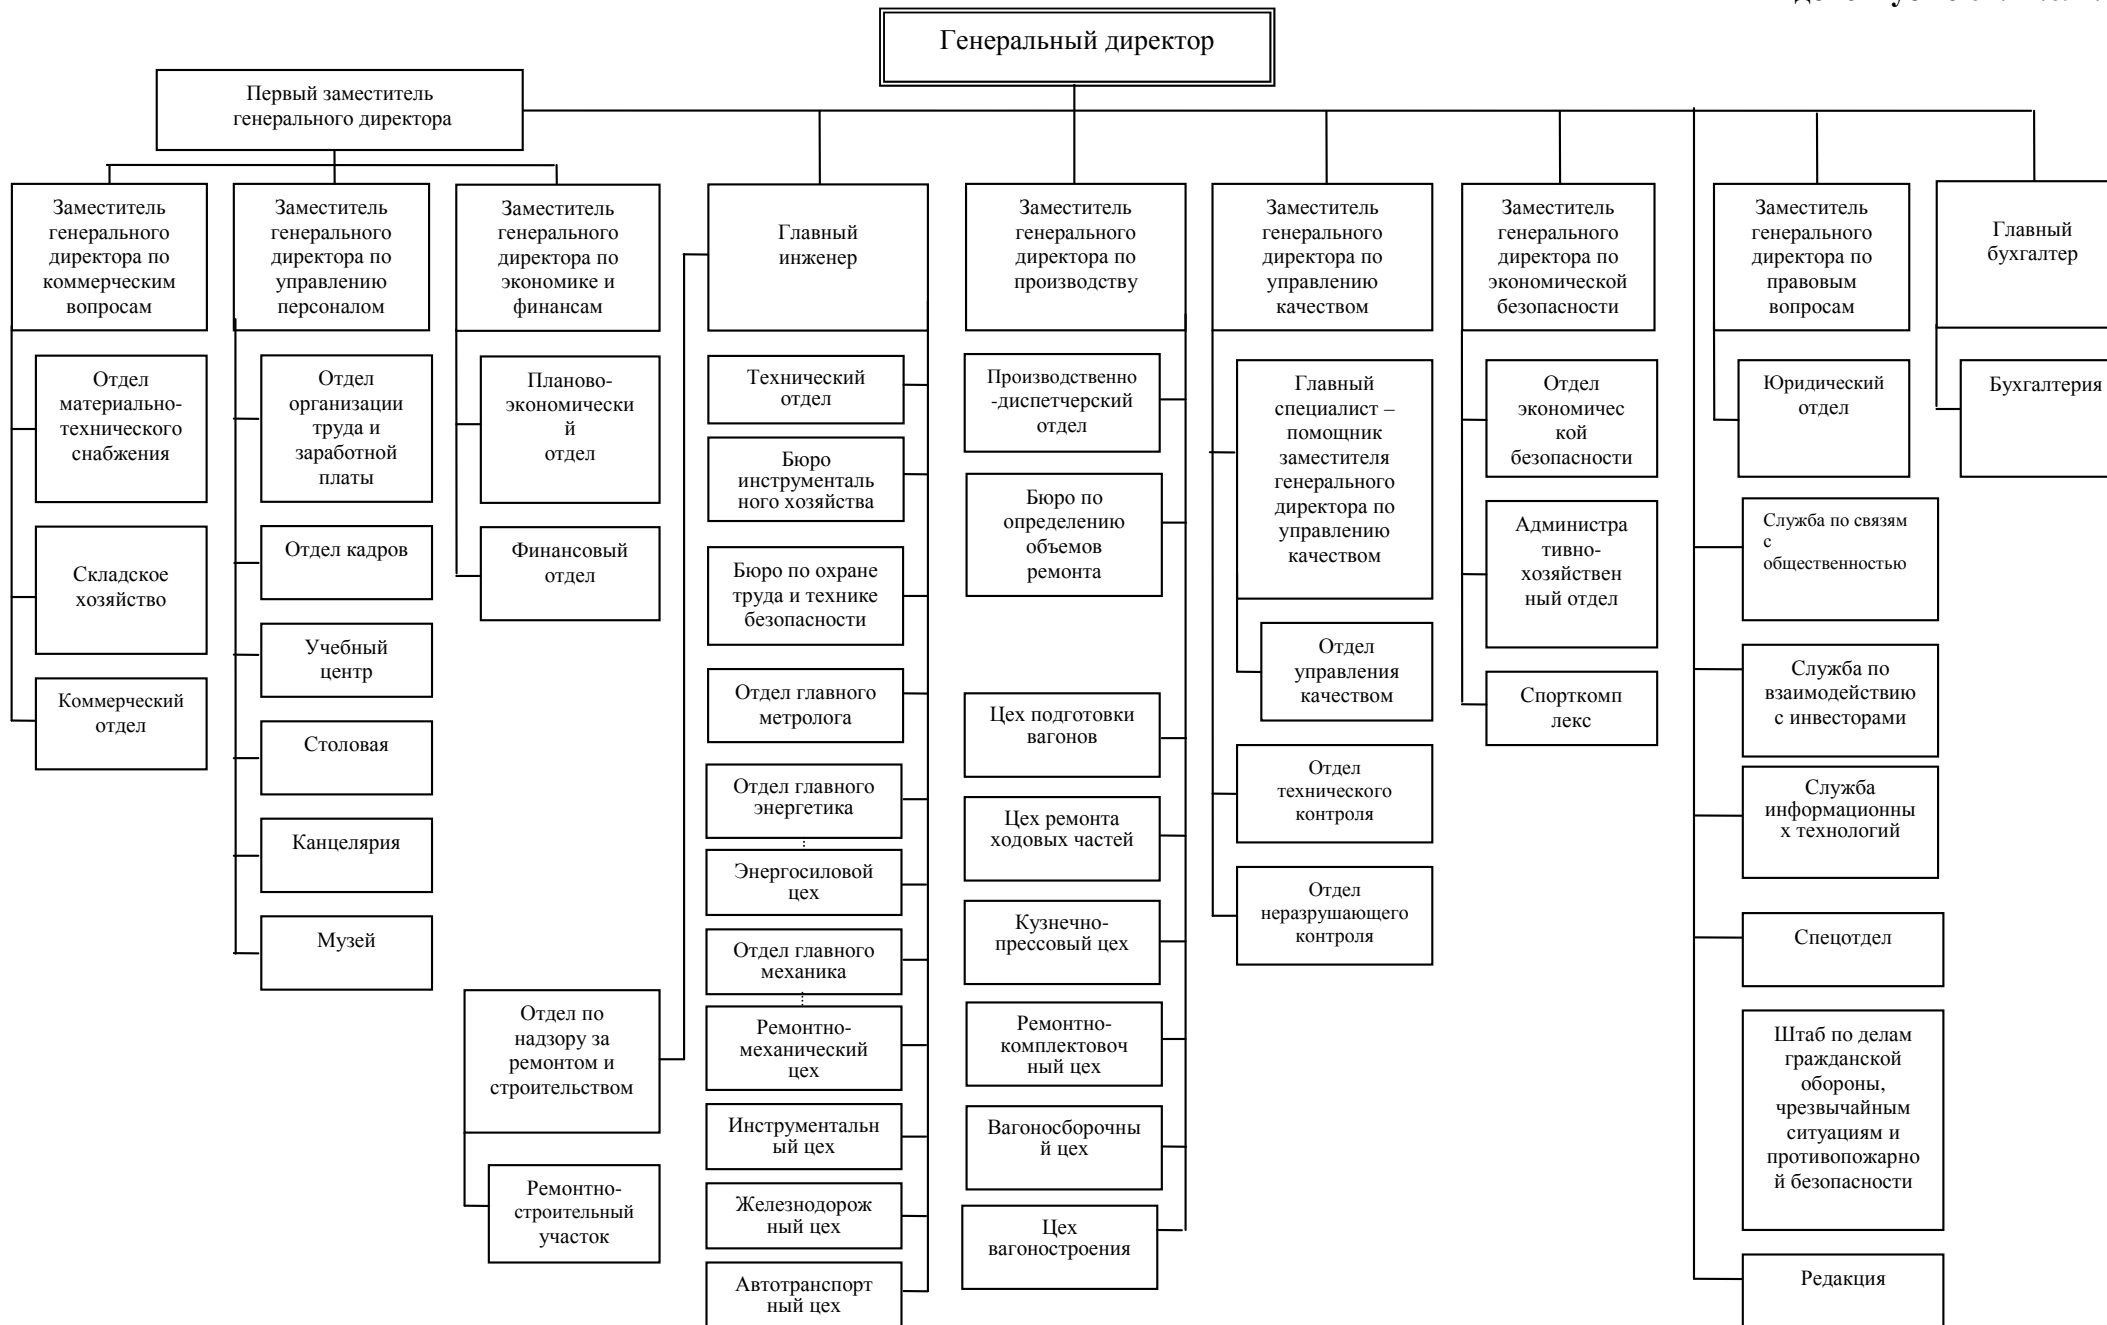 Генеральный директор
Первый заместитель
генерального директора
Заместитель
генерального
директора по
коммерческим
вопросам
Заместитель
генерального
директора по
управлению
персоналом
Заместитель
генерального
директора по
экономике и
финансам
Главный
инженер
Заместитель
генерального
директора по
производству
Заместитель
генерального
директора по
управлению
качеством
Заместитель
генерального
директора по
экономической
безопасности
Заместитель
генерального
директора по
правовым
вопросам
Главный
бухгалтер
Отдел
материально-
технического
снабжения
Складское
хозяйство
Коммерческий
отдел
Отдел
организации
труда и
заработной
платы
Отдел кадров
Учебный
центр
Столовая
Канцелярия
Музей
Планово-
экономически
й
отдел
Финансовый
отдел
Отдел по
надзору за
ремонтом и
строительством
Ремонтно-
строительный
участок
Технический
отдел
Бюро
инструменталь
ного хозяйства
Бюро по охране
труда и технике
безопасности
Отдел главного
метролога
Отдел главного
энергетика
Энергосиловой
цех
Отдел главного
механика
Ремонтно-
механический
цех
Инструментальн
ый цех
Железнодорож
ный цех
Автотранспорт
ный цех
Производственно
-диспетчерский
отдел
Бюро по
определению
объемов
ремонта
Цех подготовки
вагонов
Цех ремонта
ходовых частей
Кузнечно-
прессовый цех
Ремонтно-
комплектовоч
ный цех
Вагоносборочны
й цех
Цех
вагоностроения
Главный
специалист –
помощник
заместителя
генерального
директора по
управлению
качеством
Отдел
управления
качеством
Отдел
технического
контроля
Отдел
неразрушающего
контроля
Отдел
экономичес
кой
безопасности
Администра
тивно-
хозяйствен
ный отдел
Спорткомп
лекс
Юридический
отдел
Служба по связям
с
общественностью
Служба по
взаимодействию
с инвесторами
Служба
информационны
х технологий
Спецотдел
Штаб по делам
гражданской
обороны,
чрезвычайным
ситуациям и
противопожарно
й безопасности
Редакция
Бухгалтерия